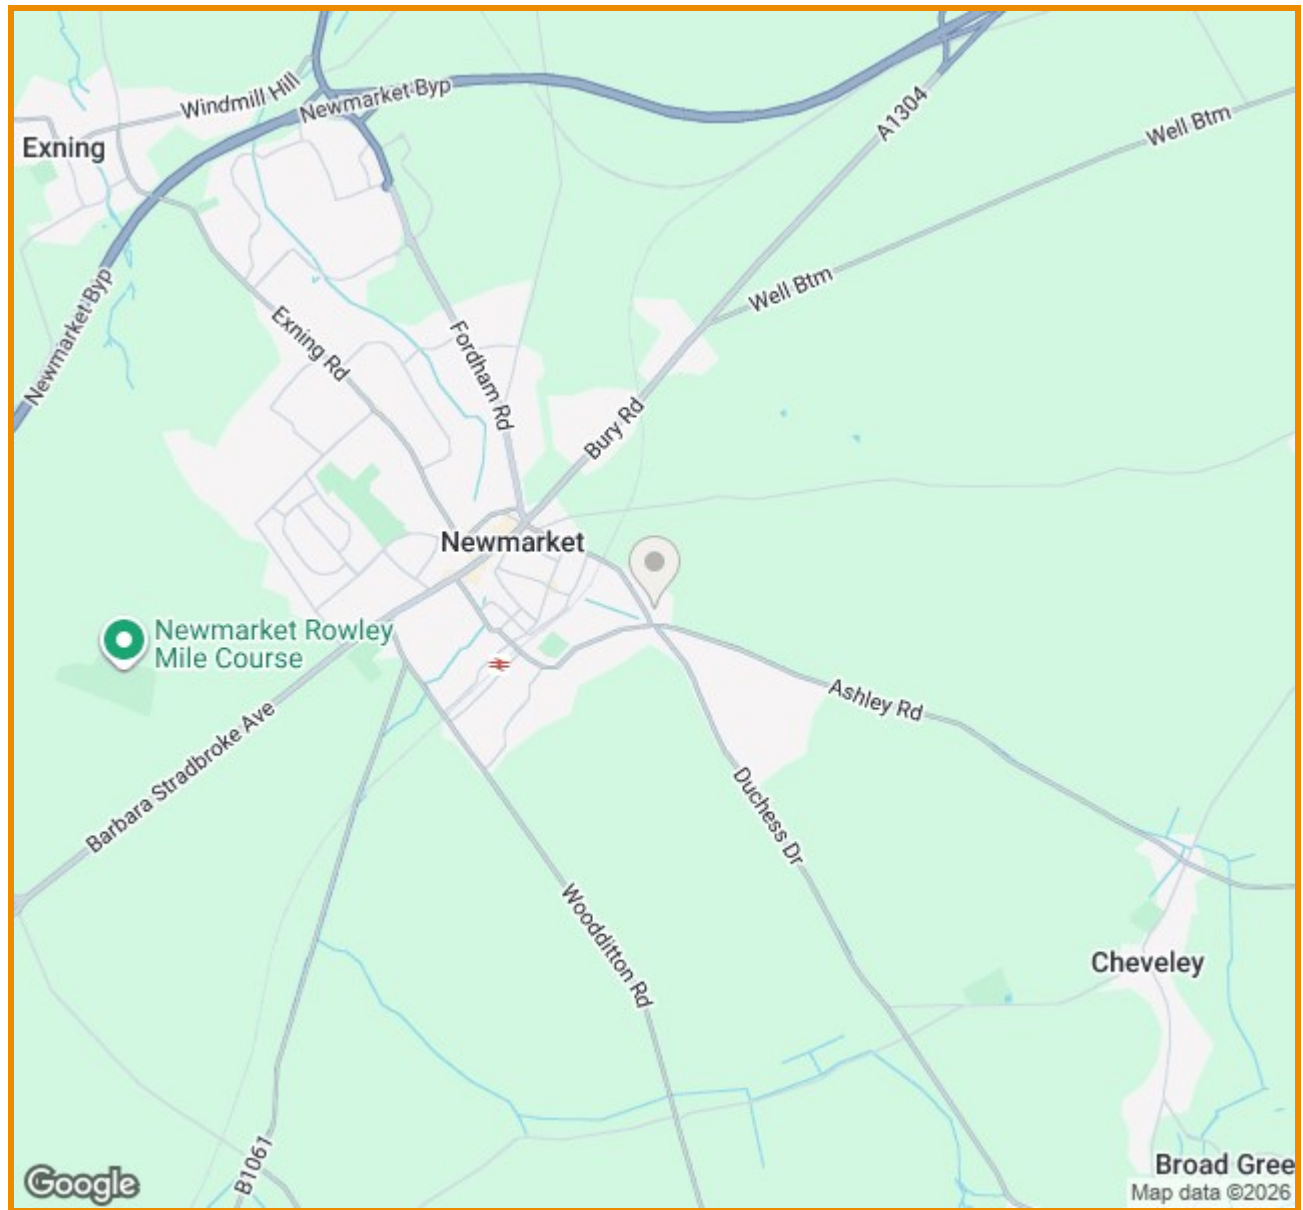 Windmill Hill
Newmarket Byp
A1304
Well Btm
Exning
Newmarket Byp
Well Btm
Exning Rd
Fordham Rd
Bury Rd
Newmarket
Newmarket Rowley
Mile Course
Ashley Rd
Barbara Stradbroke Ave
Duchess Dr
Woodditton Rd
Cheveley
B1061
Broad Gree
Google
Map data ©2026